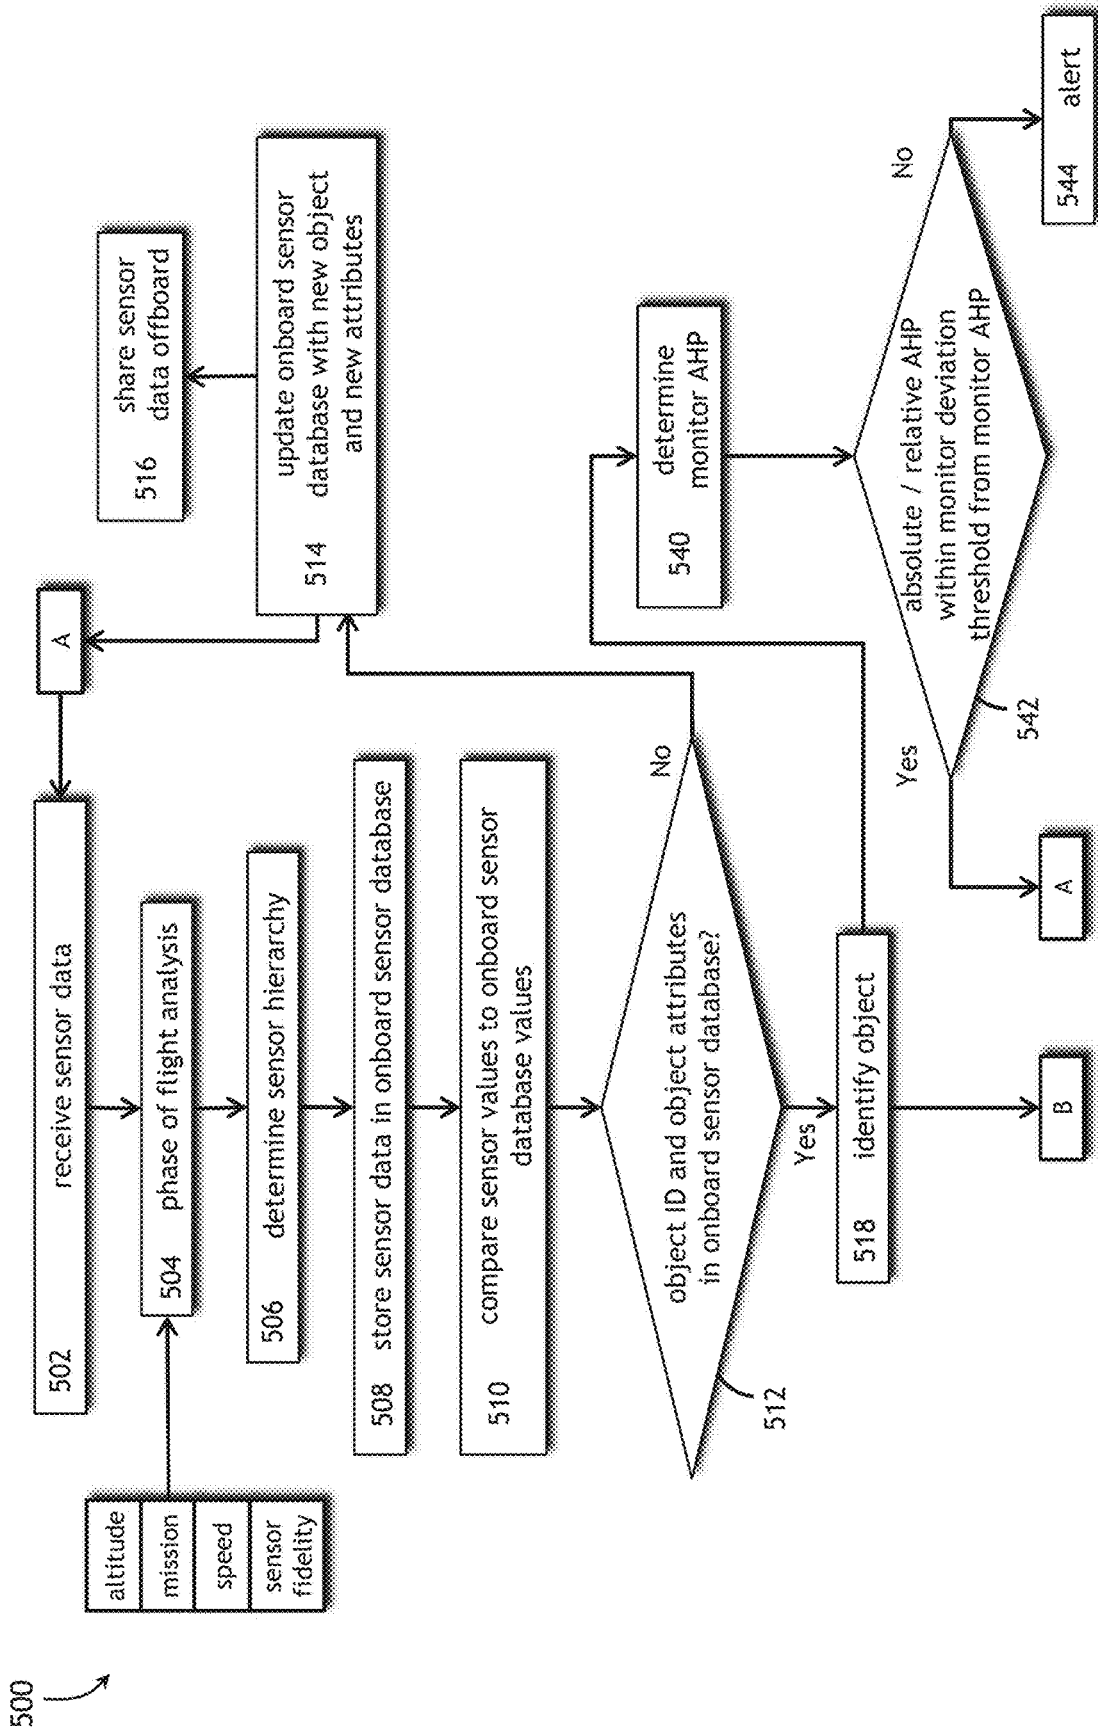 500
altitude
mission
speed
sensor
fidelity
502 receive sensor data
A
504 phase of flight analysis
506 determine sensor hierarchy
508 store sensor data in onboard sensor database
510 compare sensor values to onboard sensor
database values
object ID and object attributes
in onboard sensor database?
512
No
Yes
share sensor
516 data offboard
update onboard sensor
514 database with new object
and new attributes
518 identify object
determine
540 monitor AHP
absolute / relative AHP
within monitor deviation
threshold from monitor AHP
542
Yes
No
B
A
544 alert